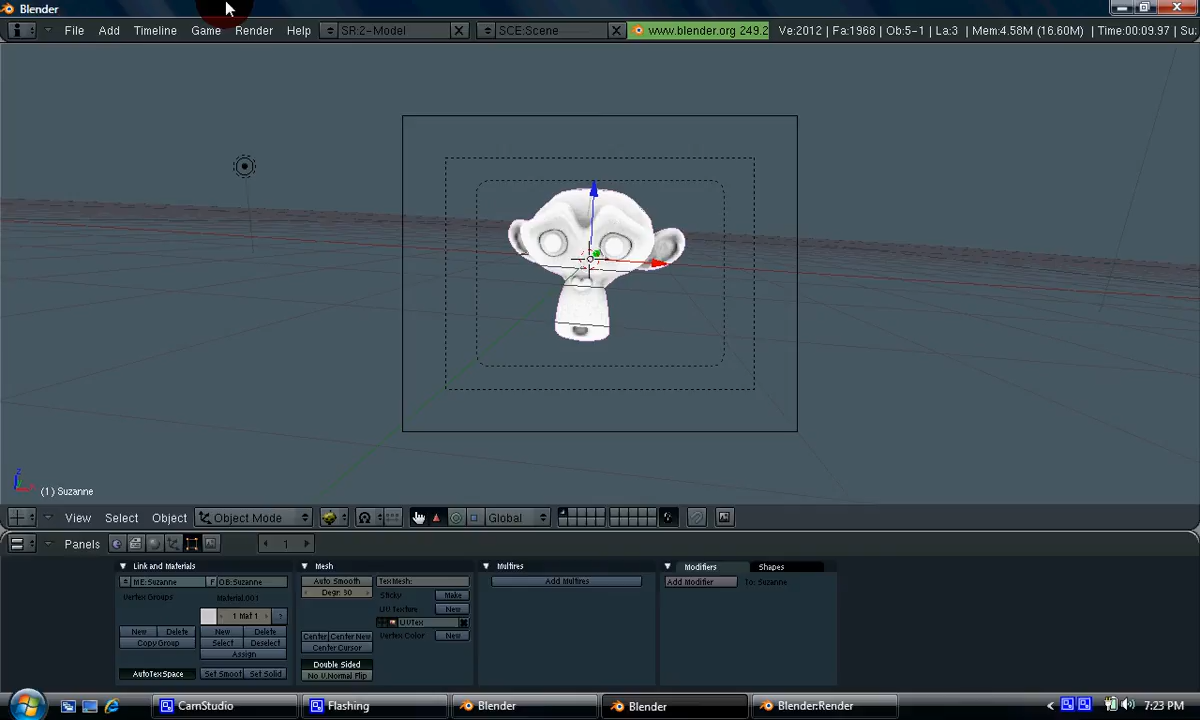 Blender
File Add Timeline Game Render Help SR:2-Model SCE:Scene www.blender.org 249.2 Ve:2012 | Fa:1968 | Ob:5-1 | La:3 | Mem:4.58M (16.60M) | Time:00:09.97 | Su:
(1) Suzanne
View Select Object Object Mode Global
Panels 1
Link and Materials
ME:Suzanne F OB:Suzanne
Vertex Groups
Material.001
1 Mat 1 ?
New Delete New Delete
Copy Group Select Deselect
Assign
AutoTexSpace Set Smoot Set Solid
Mesh
Auto Smooth
Degr: 30
TexMesh:
Sticky Make
UV Texture New
UVTex
Vertex Color New
Center Center New
Center Cursor
Double Sided
No V.Normal Flip
Multires
Add Multires
Modifiers Shapes
Add Modifier To: Suzanne
CamStudio Flashing Blender Blender Blender:Render 7:23 PM